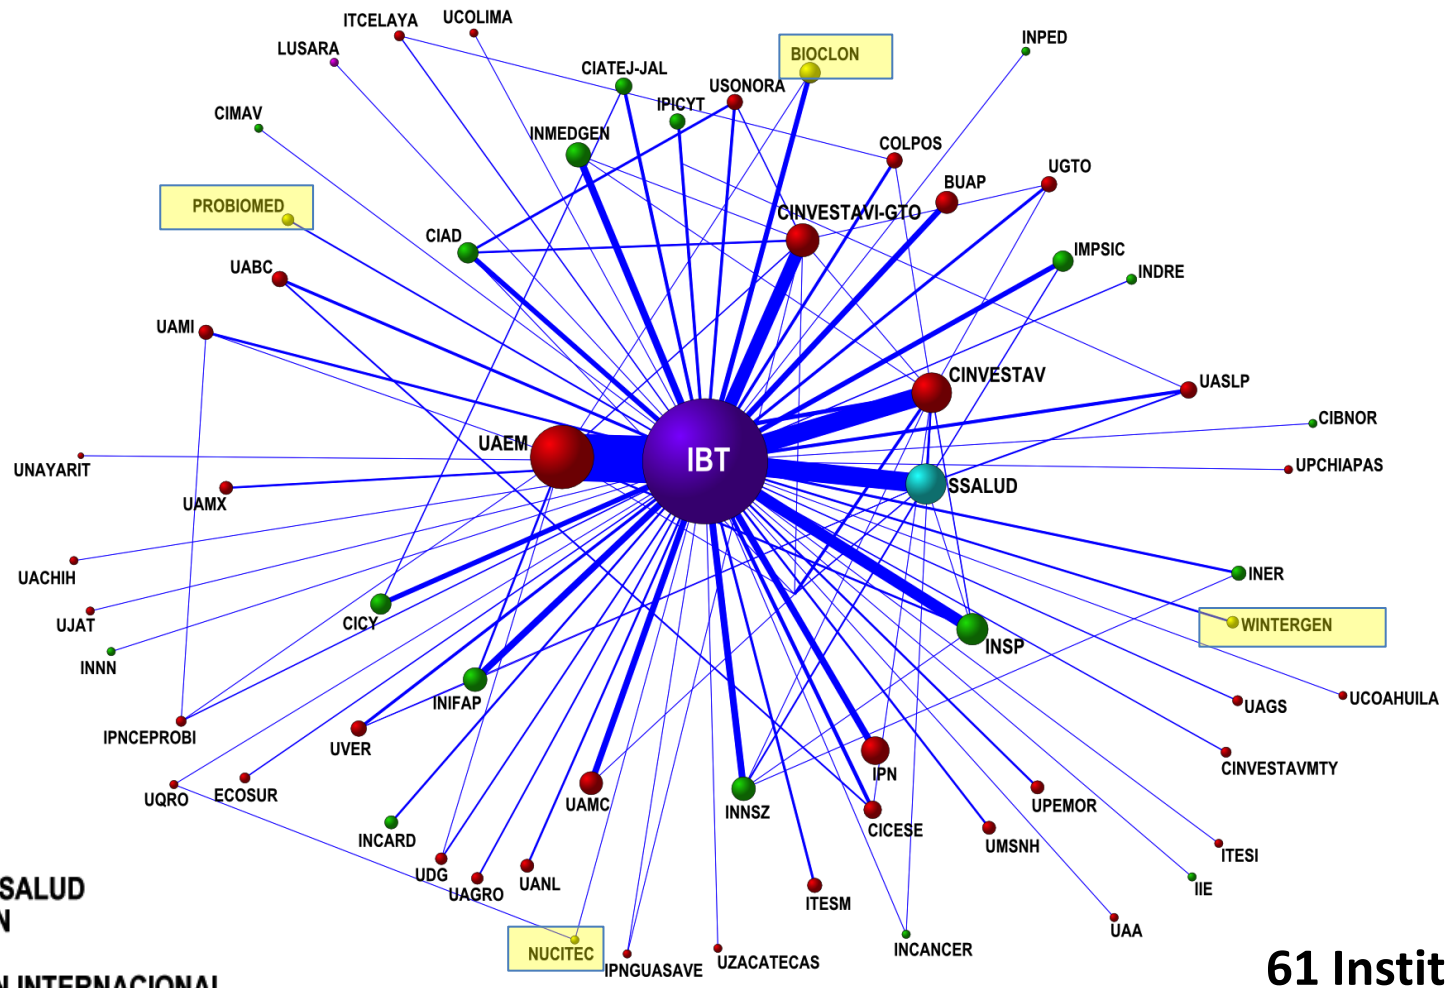 ITCELAYA
UCOLIMA
LUSARA
INPED
BIOCLON
CIATEJ-JAL
USONORA
IPICYT
CIMAV
INMEDGEN
COLPOS
UGTO
BUAP
PROBIOMED
CINVESTAVI-GTO
CIAD
IMPSIC
UABC
INDRE
UAMI
CINVESTAV
UASLP
CIBNOR
UAEM
IBT
UNAYARIT
UPCHIAPAS
SSALUD
UAMX
UACHIH
INER
UJAT
CICY
WINTERGEN
INSP
INNN
INIFAP
UCOAHUILA
UAGS
IPNCEPROBI
UVER
CINVESTAVMTY
IPN
UQRO
ECOSUR
UAMC
INNSZ
UPEMOR
CICESE
INCARD
UMSNH
ITESI
UDG
UANL
IIE
SALUD
UAGRO
ITESM
N
UAA
NUCITEC
INCANCER
IPNGUASAVE
UZACATECAS
61 Instit
N INTERNACIONAL